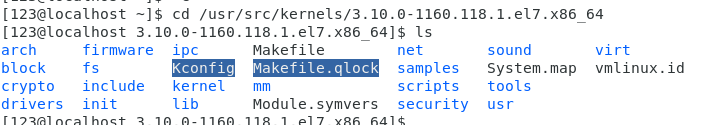 [123@localhost ~]$ cd /usr/src/kernels/3.10.0-1160.118.1.el7.x86_64
[123@localhost 3.10.0-1160.118.1.el7.x86_64]$ ls
arch     firmware  ipc      Makefile        net       sound       virt
block    fs        Kconfig  Makefile.qlock  samples   System.map  vmlinux.id
crypto   include   kernel   mm              scripts   tools
drivers  init      lib      Module.symvers  security  usr
[123@localhost 3.10.0-1160.118.1.el7.x86_64]$